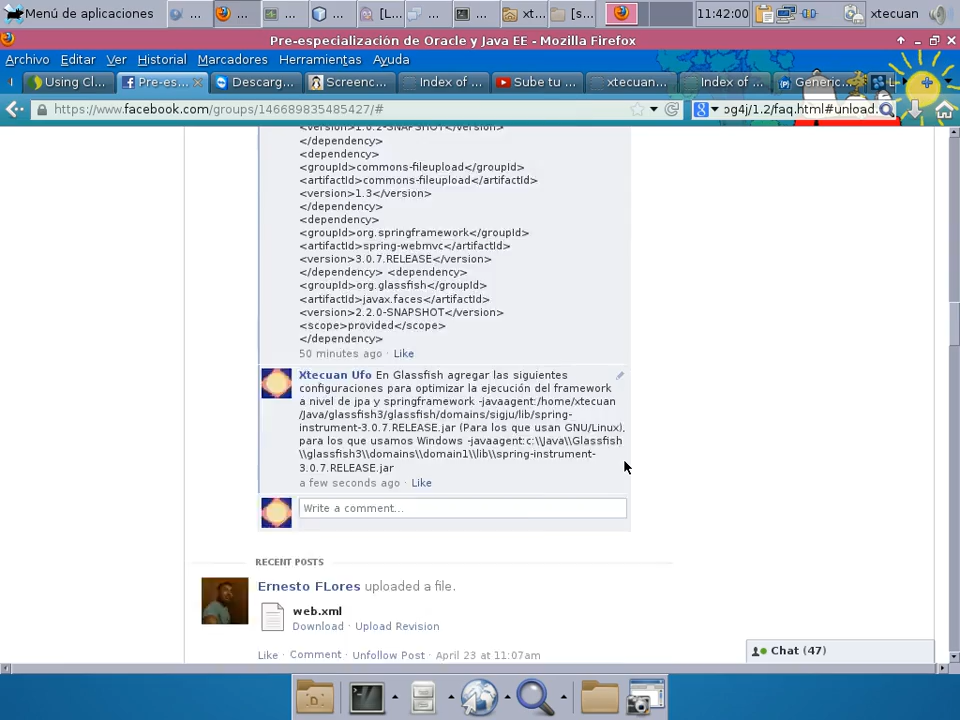 Menú de aplicaciones
...
...
...
...
...
[L...
...
...
xt...
[s...
11:42:00
xtecuan
Pre-especialización de Oracle y Java EE - Mozilla Firefox
Archivo Editar Ver Historial Marcadores Herramientas Ayuda
Using Cl...
Pre-es...
Descarg...
Screenc...
Index of ...
Sube tu ...
xtecuan...
Index of ...
Generic...
https://www.facebook.com/groups/146689835485427/#
og4j/1.2/faq.html#unload.
<version>1.0.2-SNAPSHOT</version>
</dependency>
<dependency>
<groupId>commons-fileupload</groupId>
<artifactId>commons-fileupload</artifactId>
<version>1.3</version>
</dependency>
<dependency>
<groupId>org.springframework</groupId>
<artifactId>spring-webmvc</artifactId>
<version>3.0.7.RELEASE</version>
</dependency> <dependency>
<groupId>org.glassfish</groupId>
<artifactId>javax.faces</artifactId>
<version>2.2.0-SNAPSHOT</version>
<scope>provided</scope>
</dependency>
50 minutes ago · Like
Xtecuan Ufo En Glassfish agregar las siguientes
configuraciones para optimizar la ejecución del framework
a nivel de jpa y springframework -javaagent:/home/xtecuan
/Java/glassfish3/glassfish/domains/sigju/lib/spring-
instrument-3.0.7.RELEASE.jar (Para los que usan GNU/Linux),
para los que usamos Windows -javaagent:c:\\Java\\Glassfish
\\glassfish3\\domains\\domain1\\lib\\spring-instrument-
3.0.7.RELEASE.jar
a few seconds ago · Like
Write a comment...
RECENT POSTS
Ernesto FLores uploaded a file.
web.xml
Download · Upload Revision
Like · Comment · Unfollow Post · April 23 at 11:07am
Chat (47)